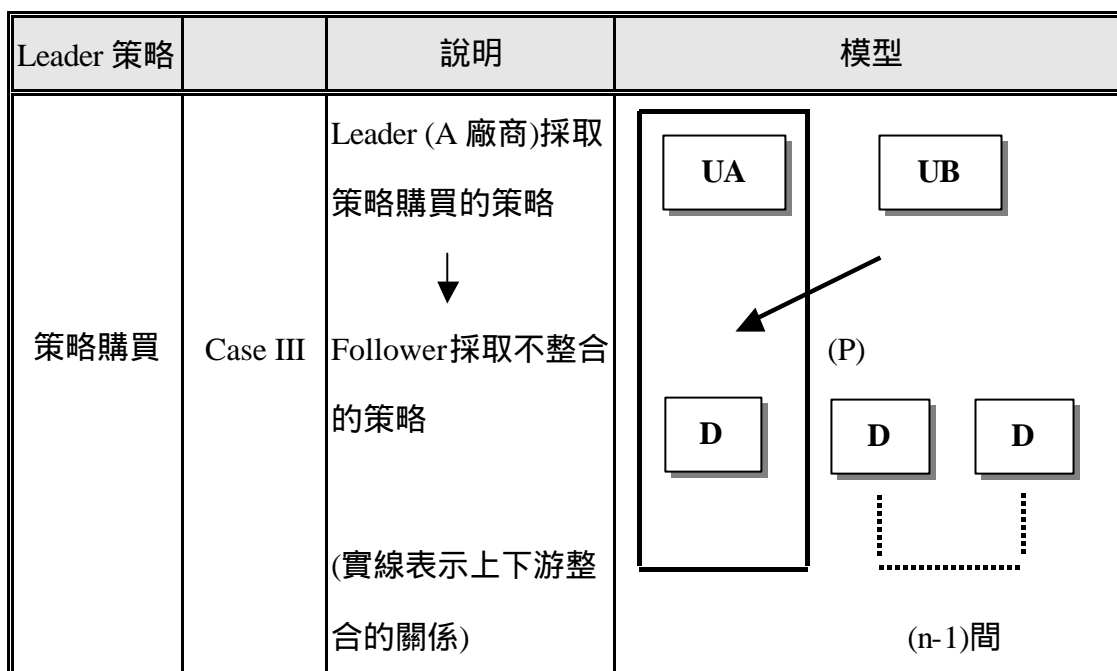 Leader 策略
說明
模型
策略購買
Case III
Leader (A 廠商)採取
策略購買的策略
Follower採取不整合
的策略
(實線表示上下游整
合的關係)
UA
UB
(P)
D
D
D
(n-1)間